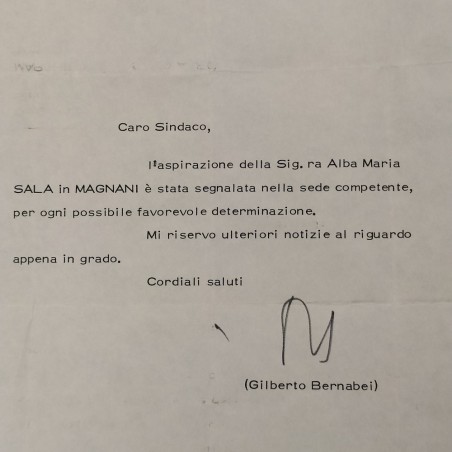 Caro Sindaco,
l'aspirazione della Sig. ra Alba Maria
SALA in MAGNANI è stata segnalata nella sede competente,
per ogni possibile favorevole determinazione.
Mi riservo ulteriori notizie al riguardo
appena in grado.
Cordiali saluti
(Gilberto Bernabei)